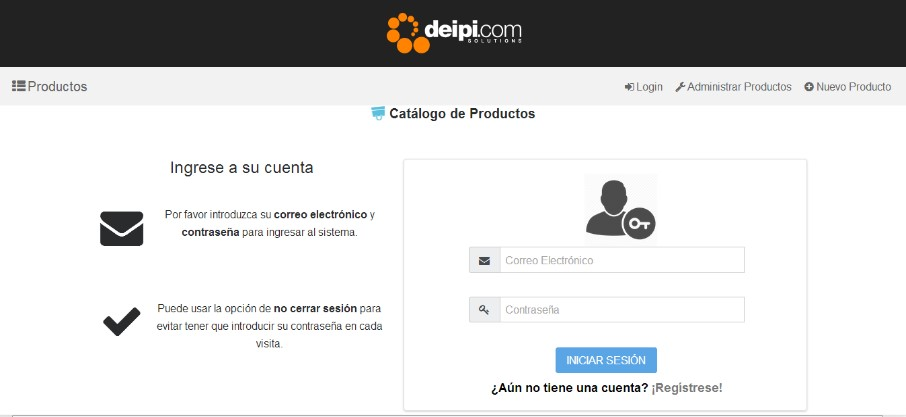 deipi.com
SOLUTIONS
Productos
Login Administrar Productos Nuevo Producto
Catálogo de Productos
Ingrese a su cuenta
Por favor introduzca su correo electrónico y
contraseña para ingresar al sistema.
Puede usar la opción de no cerrar sesión para
evitar tener que introducir su contraseña en cada
visita.
Correo Electrónico
Contraseña
INICIAR SESIÓN
¿Aún no tiene una cuenta? ¡Registrese!